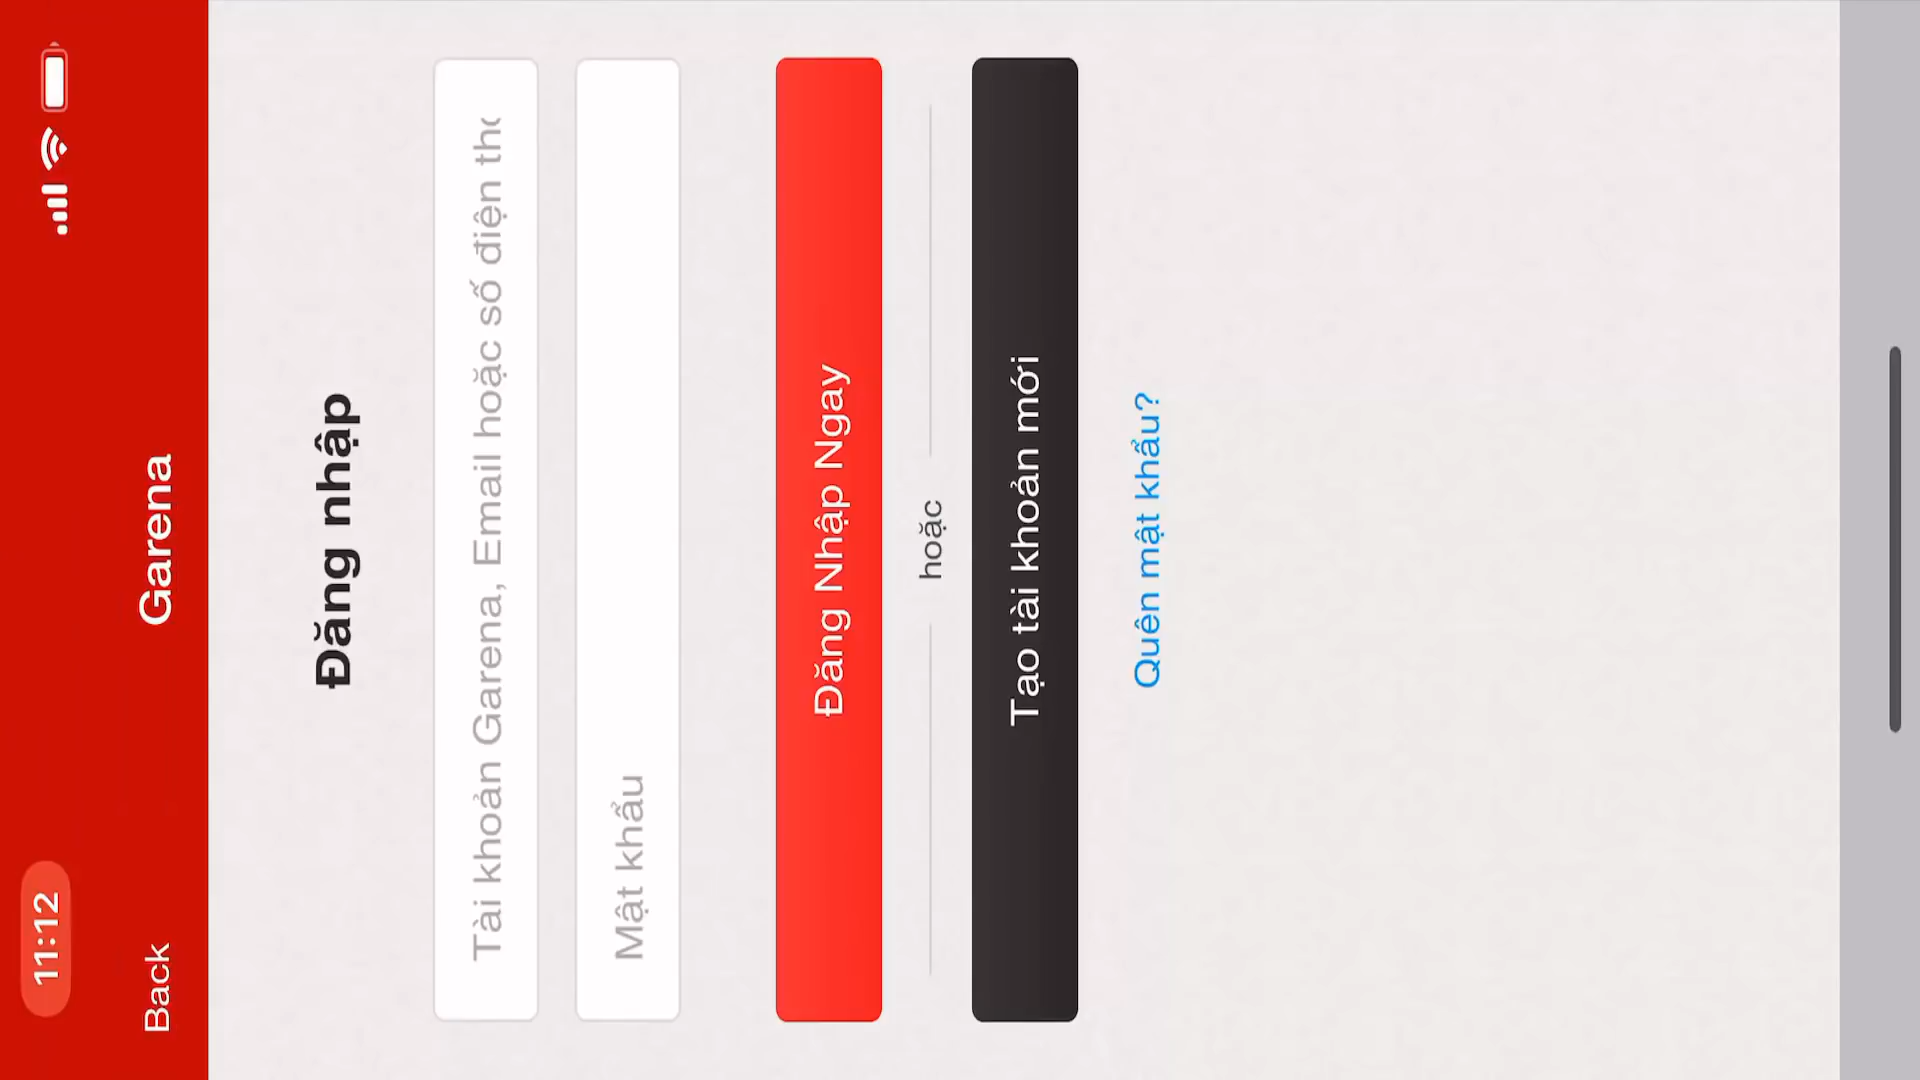 11:12
Back
Garena
Đăng nhập
Tài khoản Garena, Email hoặc số điện
Mật khẩu
Đăng Nhập Ngay
hoặc
Tạo tài khoản mới
Quên mật khẩu?